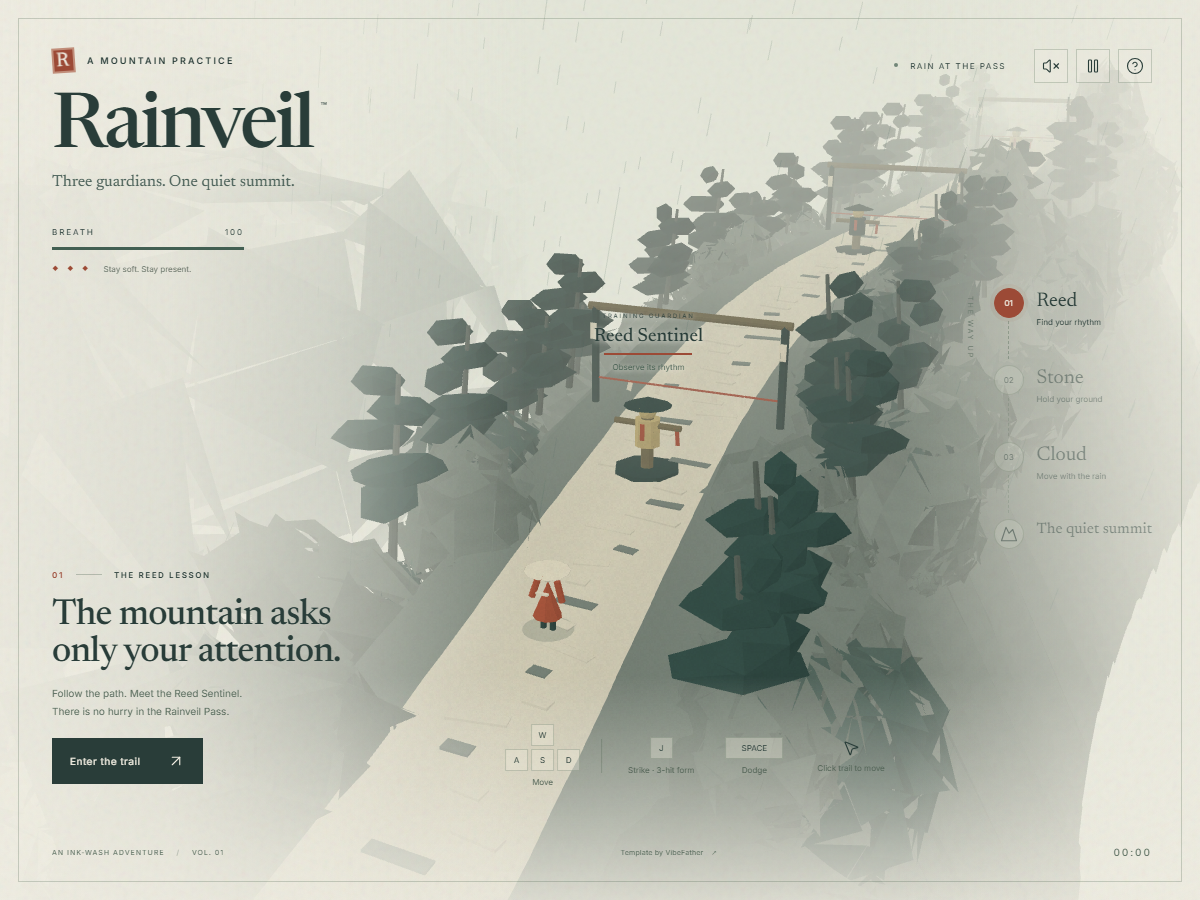 R
A MOUNTAIN PRACTICE
Rainveil ™
Three guardians. One quiet summit.
BREATH 100
Stay soft. Stay present.
RAIN AT THE PASS
TRAINING GUARDIAN
Reed Sentinel
Observe its rhythm
THE WAY UP
01 Reed
Find your rhythm
02 Stone
Hold your ground
03 Cloud
Move with the rain
The quiet summit
01 THE REED LESSON
The mountain asks
only your attention.
Follow the path. Meet the Reed Sentinel.
There is no hurry in the Rainveil Pass.
Enter the trail
W
A S D
Move
J
Strike · 3-hit form
SPACE
Dodge
Click trail to move
AN INK-WASH ADVENTURE / VOL. 01
Template by VibeFather ↗
00:00